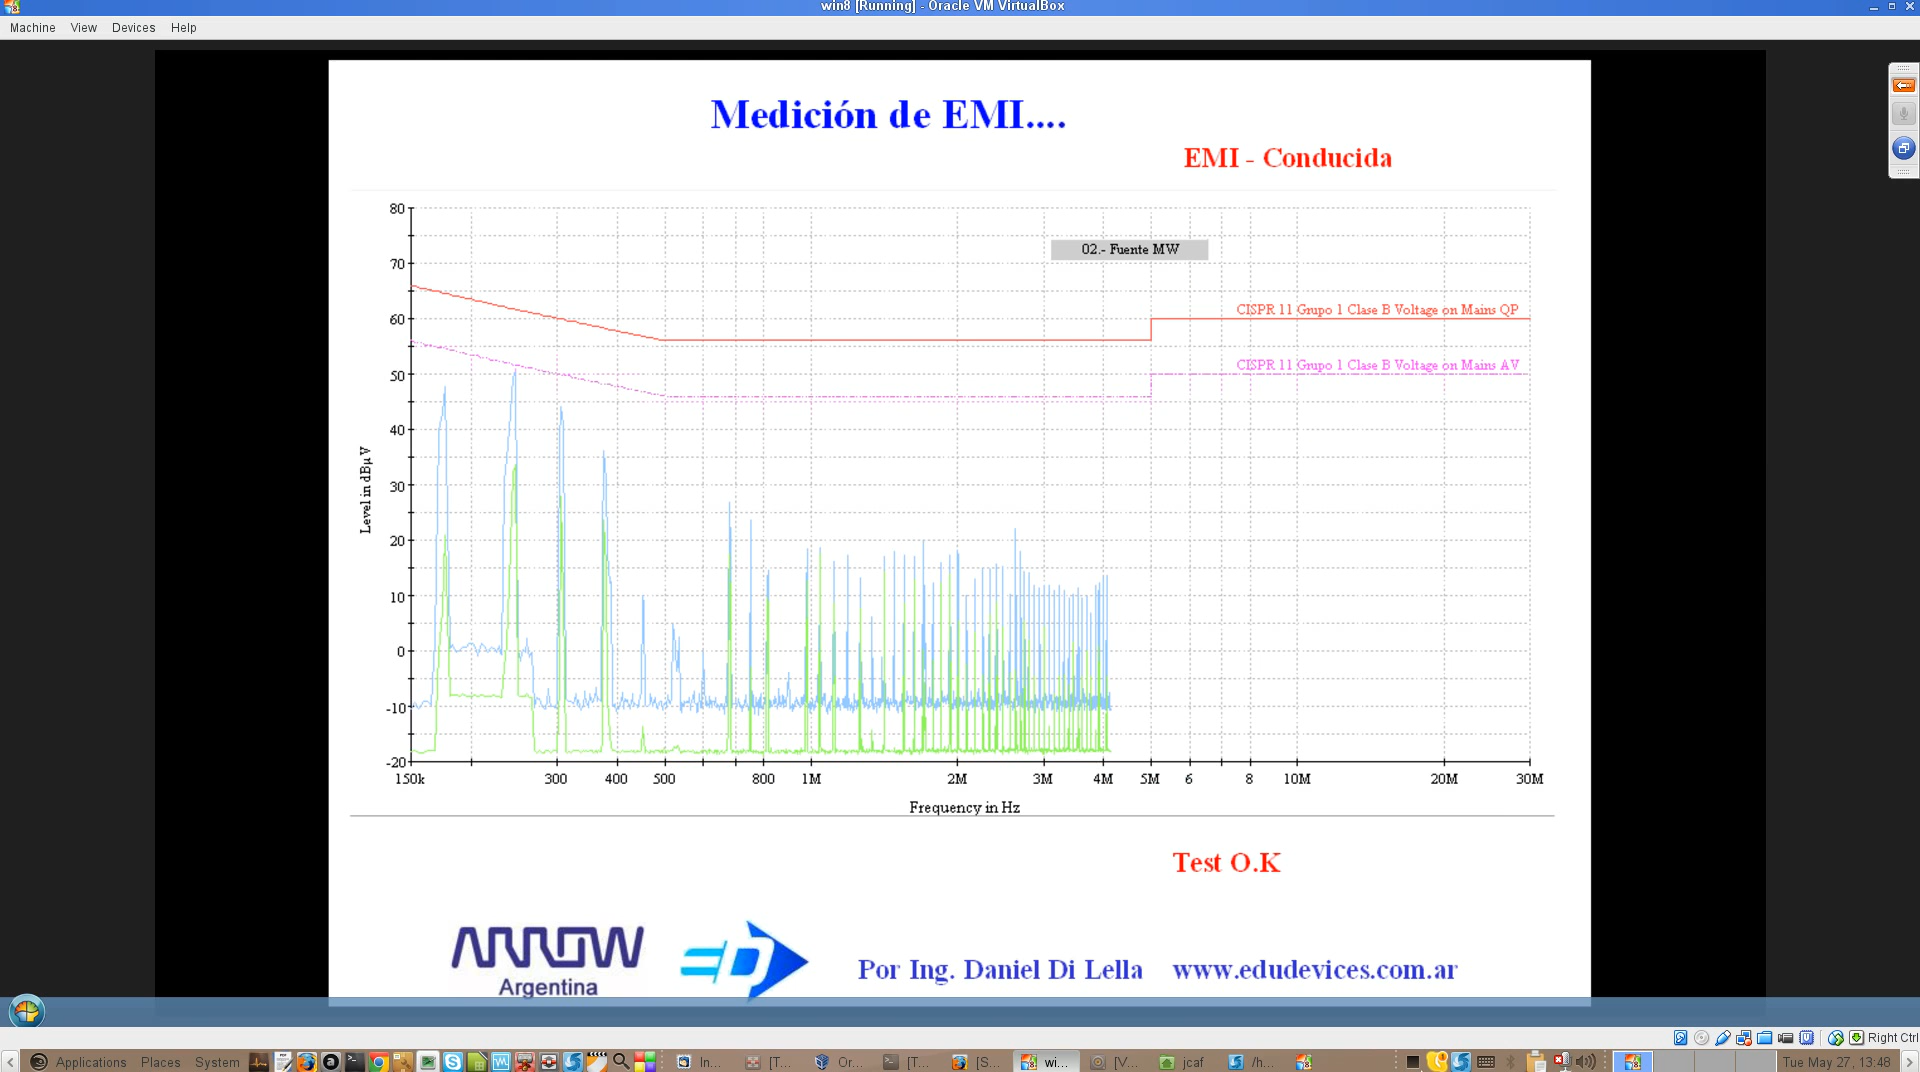 win8 [Running] - Oracle VM VirtualBox
Machine View Devices Help
Medición de EMI....
EMI - Conducida
02.- Fuente MW
CISPR 11 Grupo 1 Clase B Voltage on Mains QP
CISPR 11 Grupo 1 Clase B Voltage on Mains AV
Level in dBµV
80
70
60
50
40
30
20
10
0
-10
-20
150k 300 400 500 800 1M 2M 3M 4M 5M 6 8 10M 20M 30M
Frequency in Hz
Test O.K
ARROW
Argentina
Por Ing. Daniel Di Lella www.edudevices.com.ar
Right Ctrl
Applications Places System In... [T... Or... [T... [S... wi... [V... jcaf /h... Tue May 27, 13:48